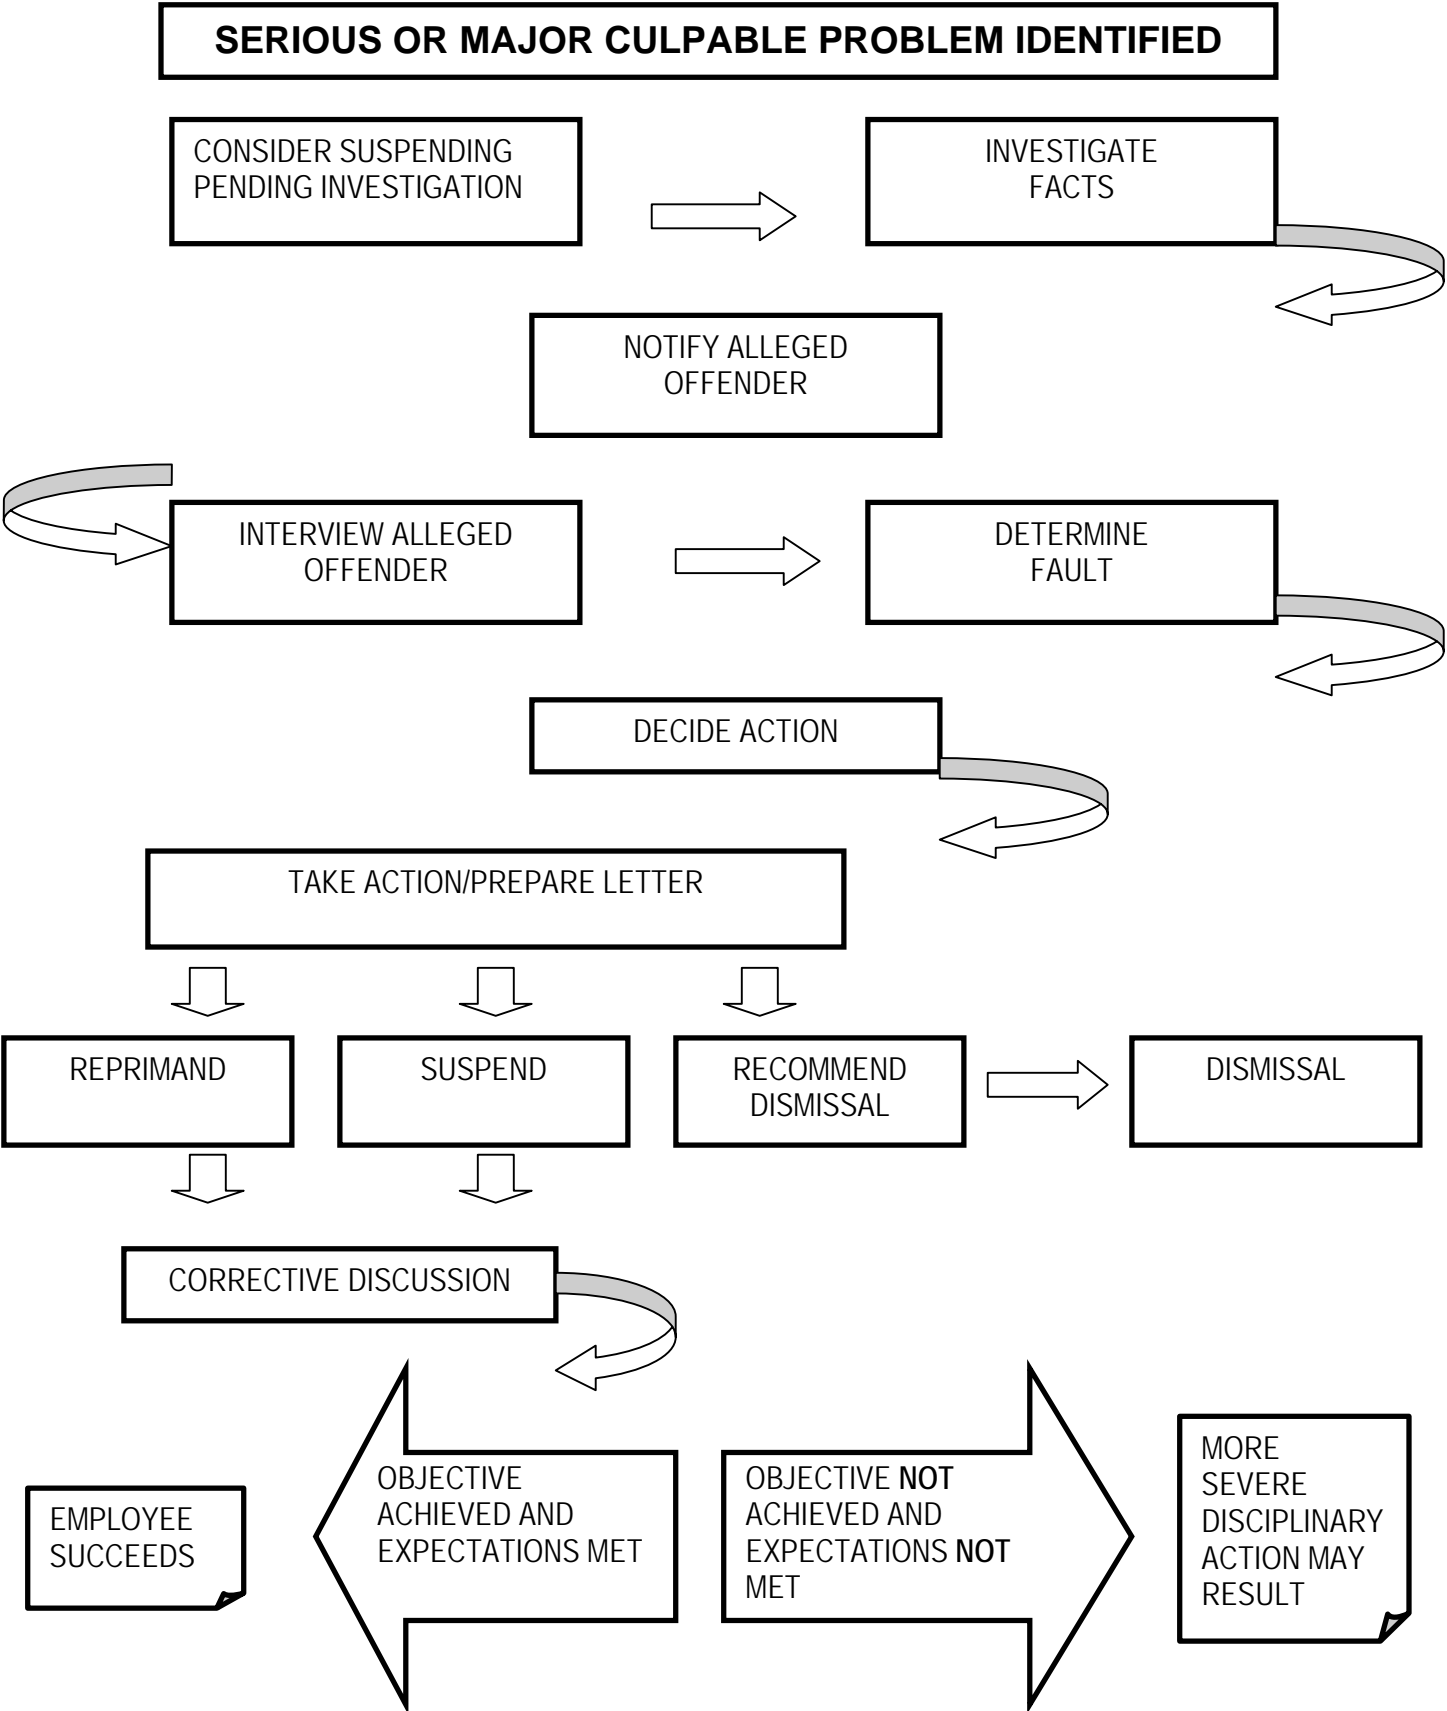 SERIOUS OR MAJOR CULPABLE PROBLEM IDENTIFIED
CONSIDER SUSPENDING
PENDING INVESTIGATION
INVESTIGATE
FACTS
NOTIFY ALLEGED
OFFENDER
INTERVIEW ALLEGED
OFFENDER
DETERMINE
FAULT
DECIDE ACTION
TAKE ACTION/PREPARE LETTER
REPRIMAND
SUSPEND
RECOMMEND
DISMISSAL
DISMISSAL
CORRECTIVE DISCUSSION
EMPLOYEE
SUCCEEDS
OBJECTIVE
ACHIEVED AND
EXPECTATIONS MET
OBJECTIVE NOT
ACHIEVED AND
EXPECTATIONS NOT
MET
MORE
SEVERE
DISCIPLINARY
ACTION MAY
RESULT